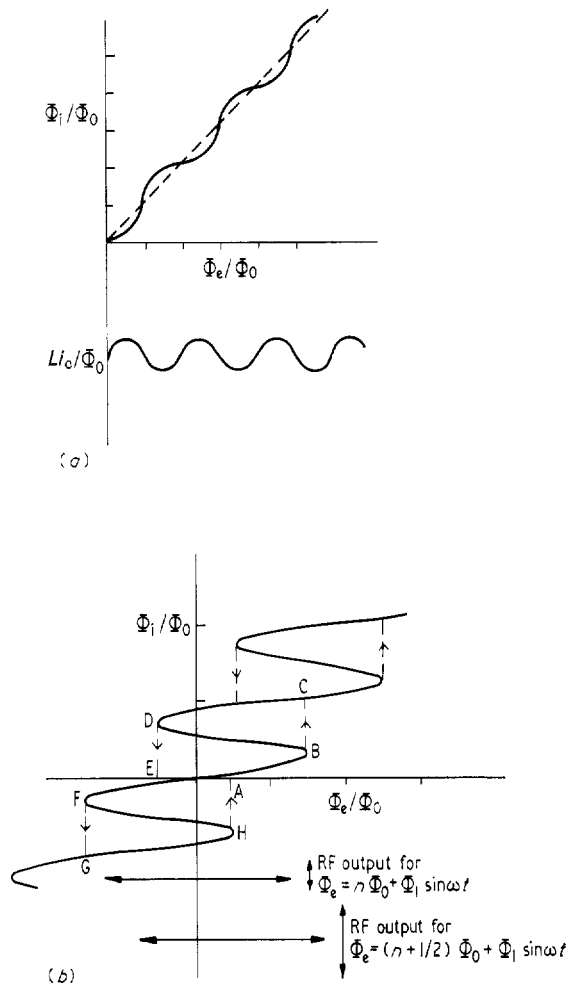 Φi/Φ0
Φe/Φ0
Lic/Φ0
(a)
Φi/Φ0
C
D
B
E
A
Φe/Φ0
F
H
G
RF output for
Φe = n Φ0 + Φ1 sinωt
RF output for
Φe = (n + 1/2) Φ0 + Φ1 sinωt
(b)